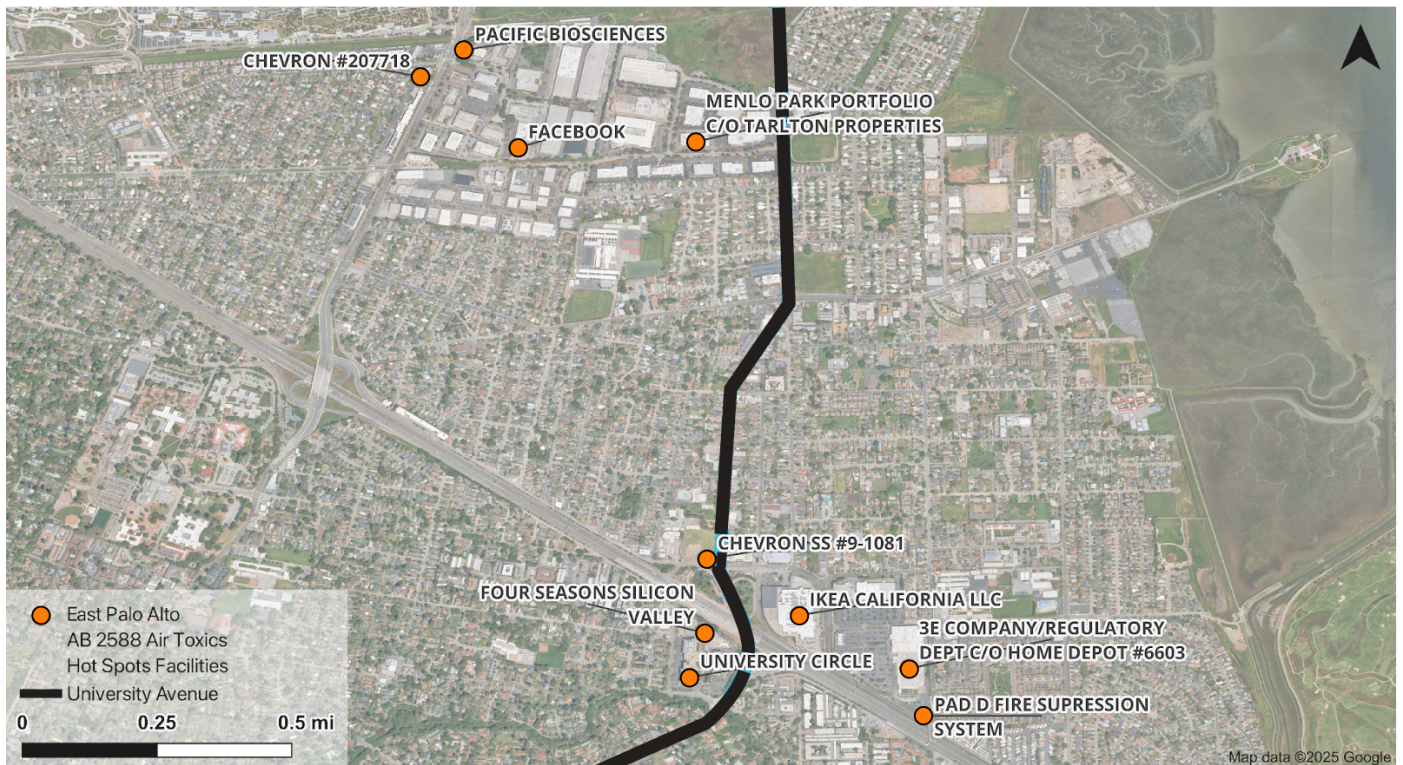 PACIFIC BIOSCIENCES
CHEVRON #207718
MENLO PARK PORTFOLIO
C/O TARLTON PROPERTIES
FACEBOOK
CHEVRON SS #9-1081
FOUR SEASONS SILICON
VALLEY
IKEA CALIFORNIA LLC
3E COMPANY/REGULATORY
DEPT C/O HOME DEPOT #6603
UNIVERSITY CIRCLE
PAD D FIRE SUPRESSION
SYSTEM
East Palo Alto
AB 2588 Air Toxics
Hot Spots Facilities
University Avenue
0 0.25 0.5 mi
Map data ©2025 Google